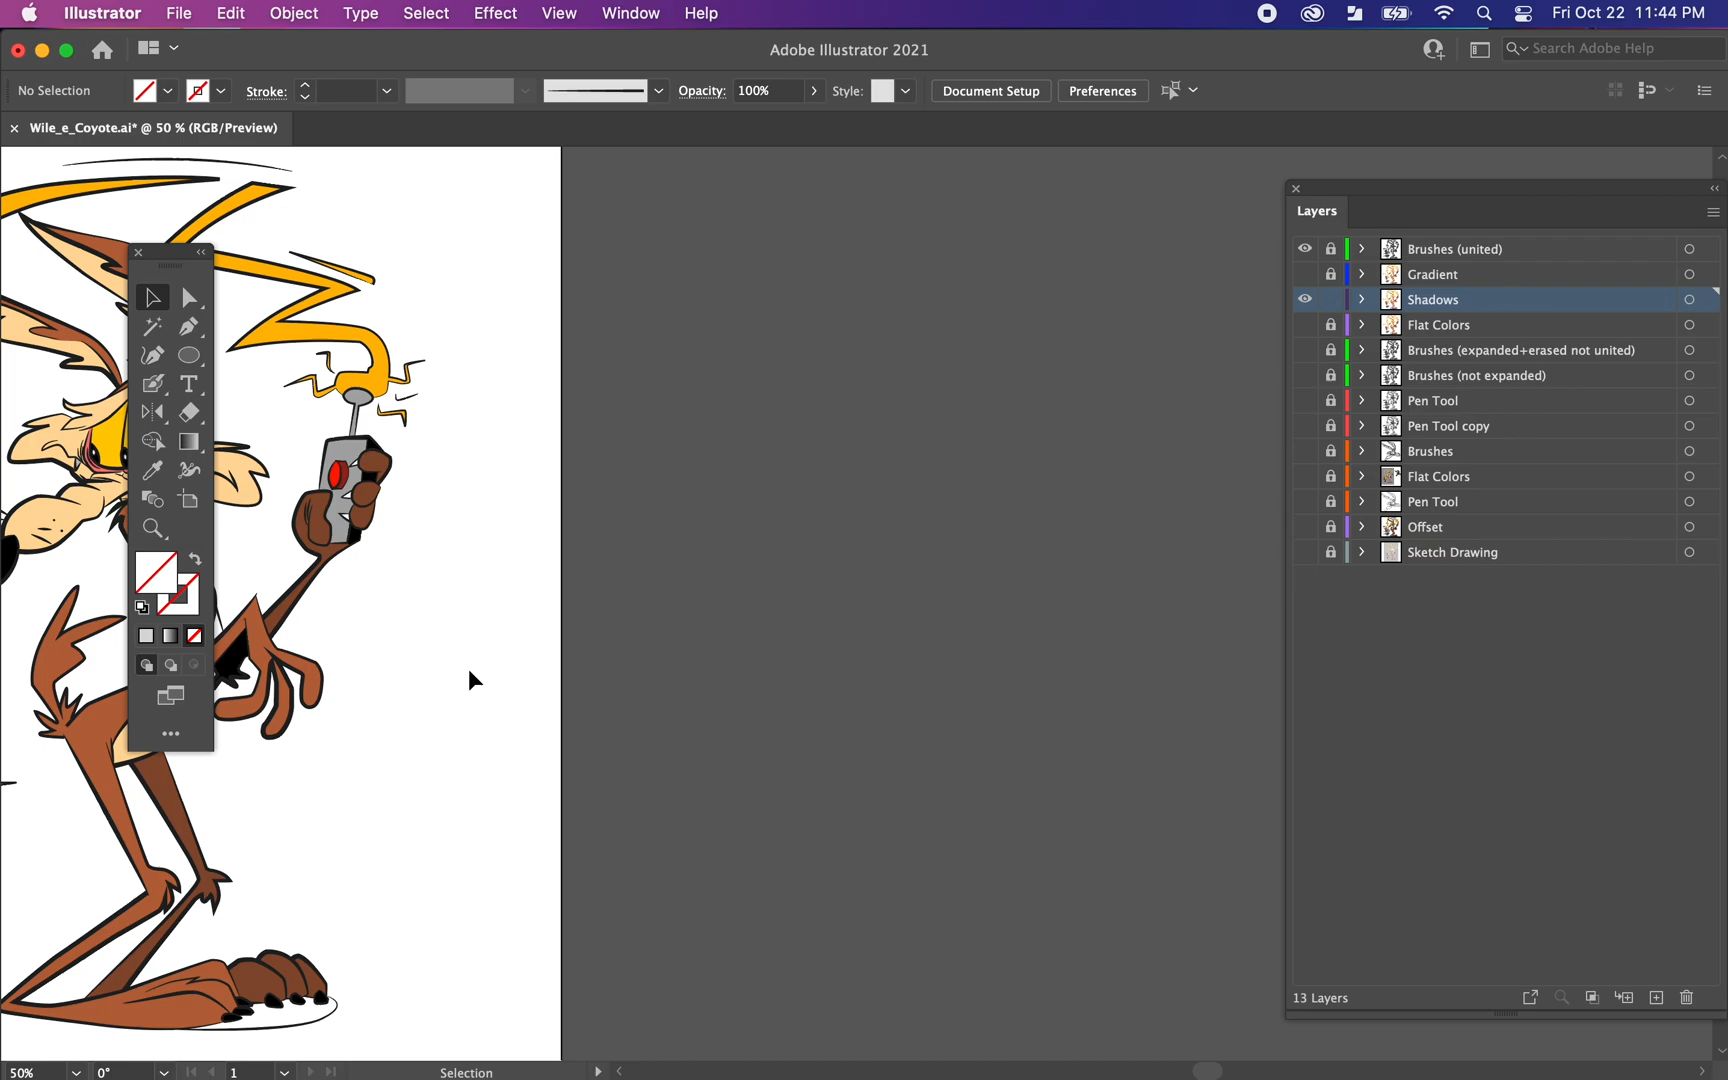 Illustrator File Edit Object Type Select Effect View Window Help Fri Oct 22 11:44 PM
Adobe Illustrator 2021 Search Adobe Help
No Selection Stroke: Opacity: 100% Style: Document Setup Preferences
Wile_e_Coyote.ai* @ 50 % (RGB/Preview)
Layers
Brushes (united)
Gradient
Shadows
Flat Colors
Brushes (expanded+erased not united)
Brushes (not expanded)
Pen Tool
Pen Tool copy
Brushes
Flat Colors
Pen Tool
Offset
Sketch Drawing
13 Layers
50% 0° 1 Selection